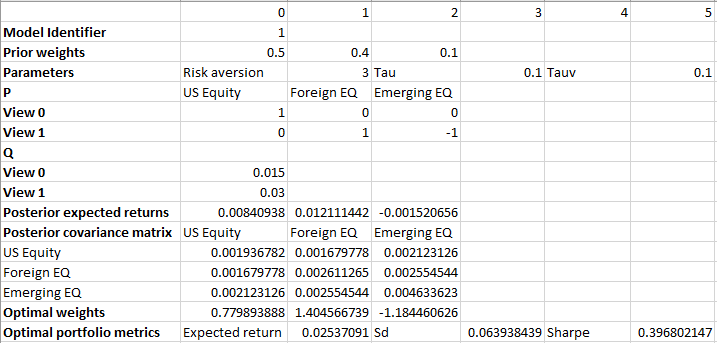 0 1 2 3 4 5
Model Identifier 1
Prior weights 0.5 0.4 0.1
Parameters Risk aversion 3 Tau 0.1 Tauv 0.1
P US Equity Foreign EQ Emerging EQ
View 0 1 0 0
View 1 0 1 -1
Q
View 0 0.015
View 1 0.03
Posterior expected returns 0.00840938 0.012111442 -0.001520656
Posterior covariance matrix US Equity Foreign EQ Emerging EQ
US Equity 0.001936782 0.001679778 0.002123126
Foreign EQ 0.001679778 0.002611265 0.002554544
Emerging EQ 0.002123126 0.002554544 0.004633623
Optimal weights 0.779893888 1.404566739 -1.184460626
Optimal portfolio metrics Expected return 0.02537091 Sd 0.063938439 Sharpe 0.396802147